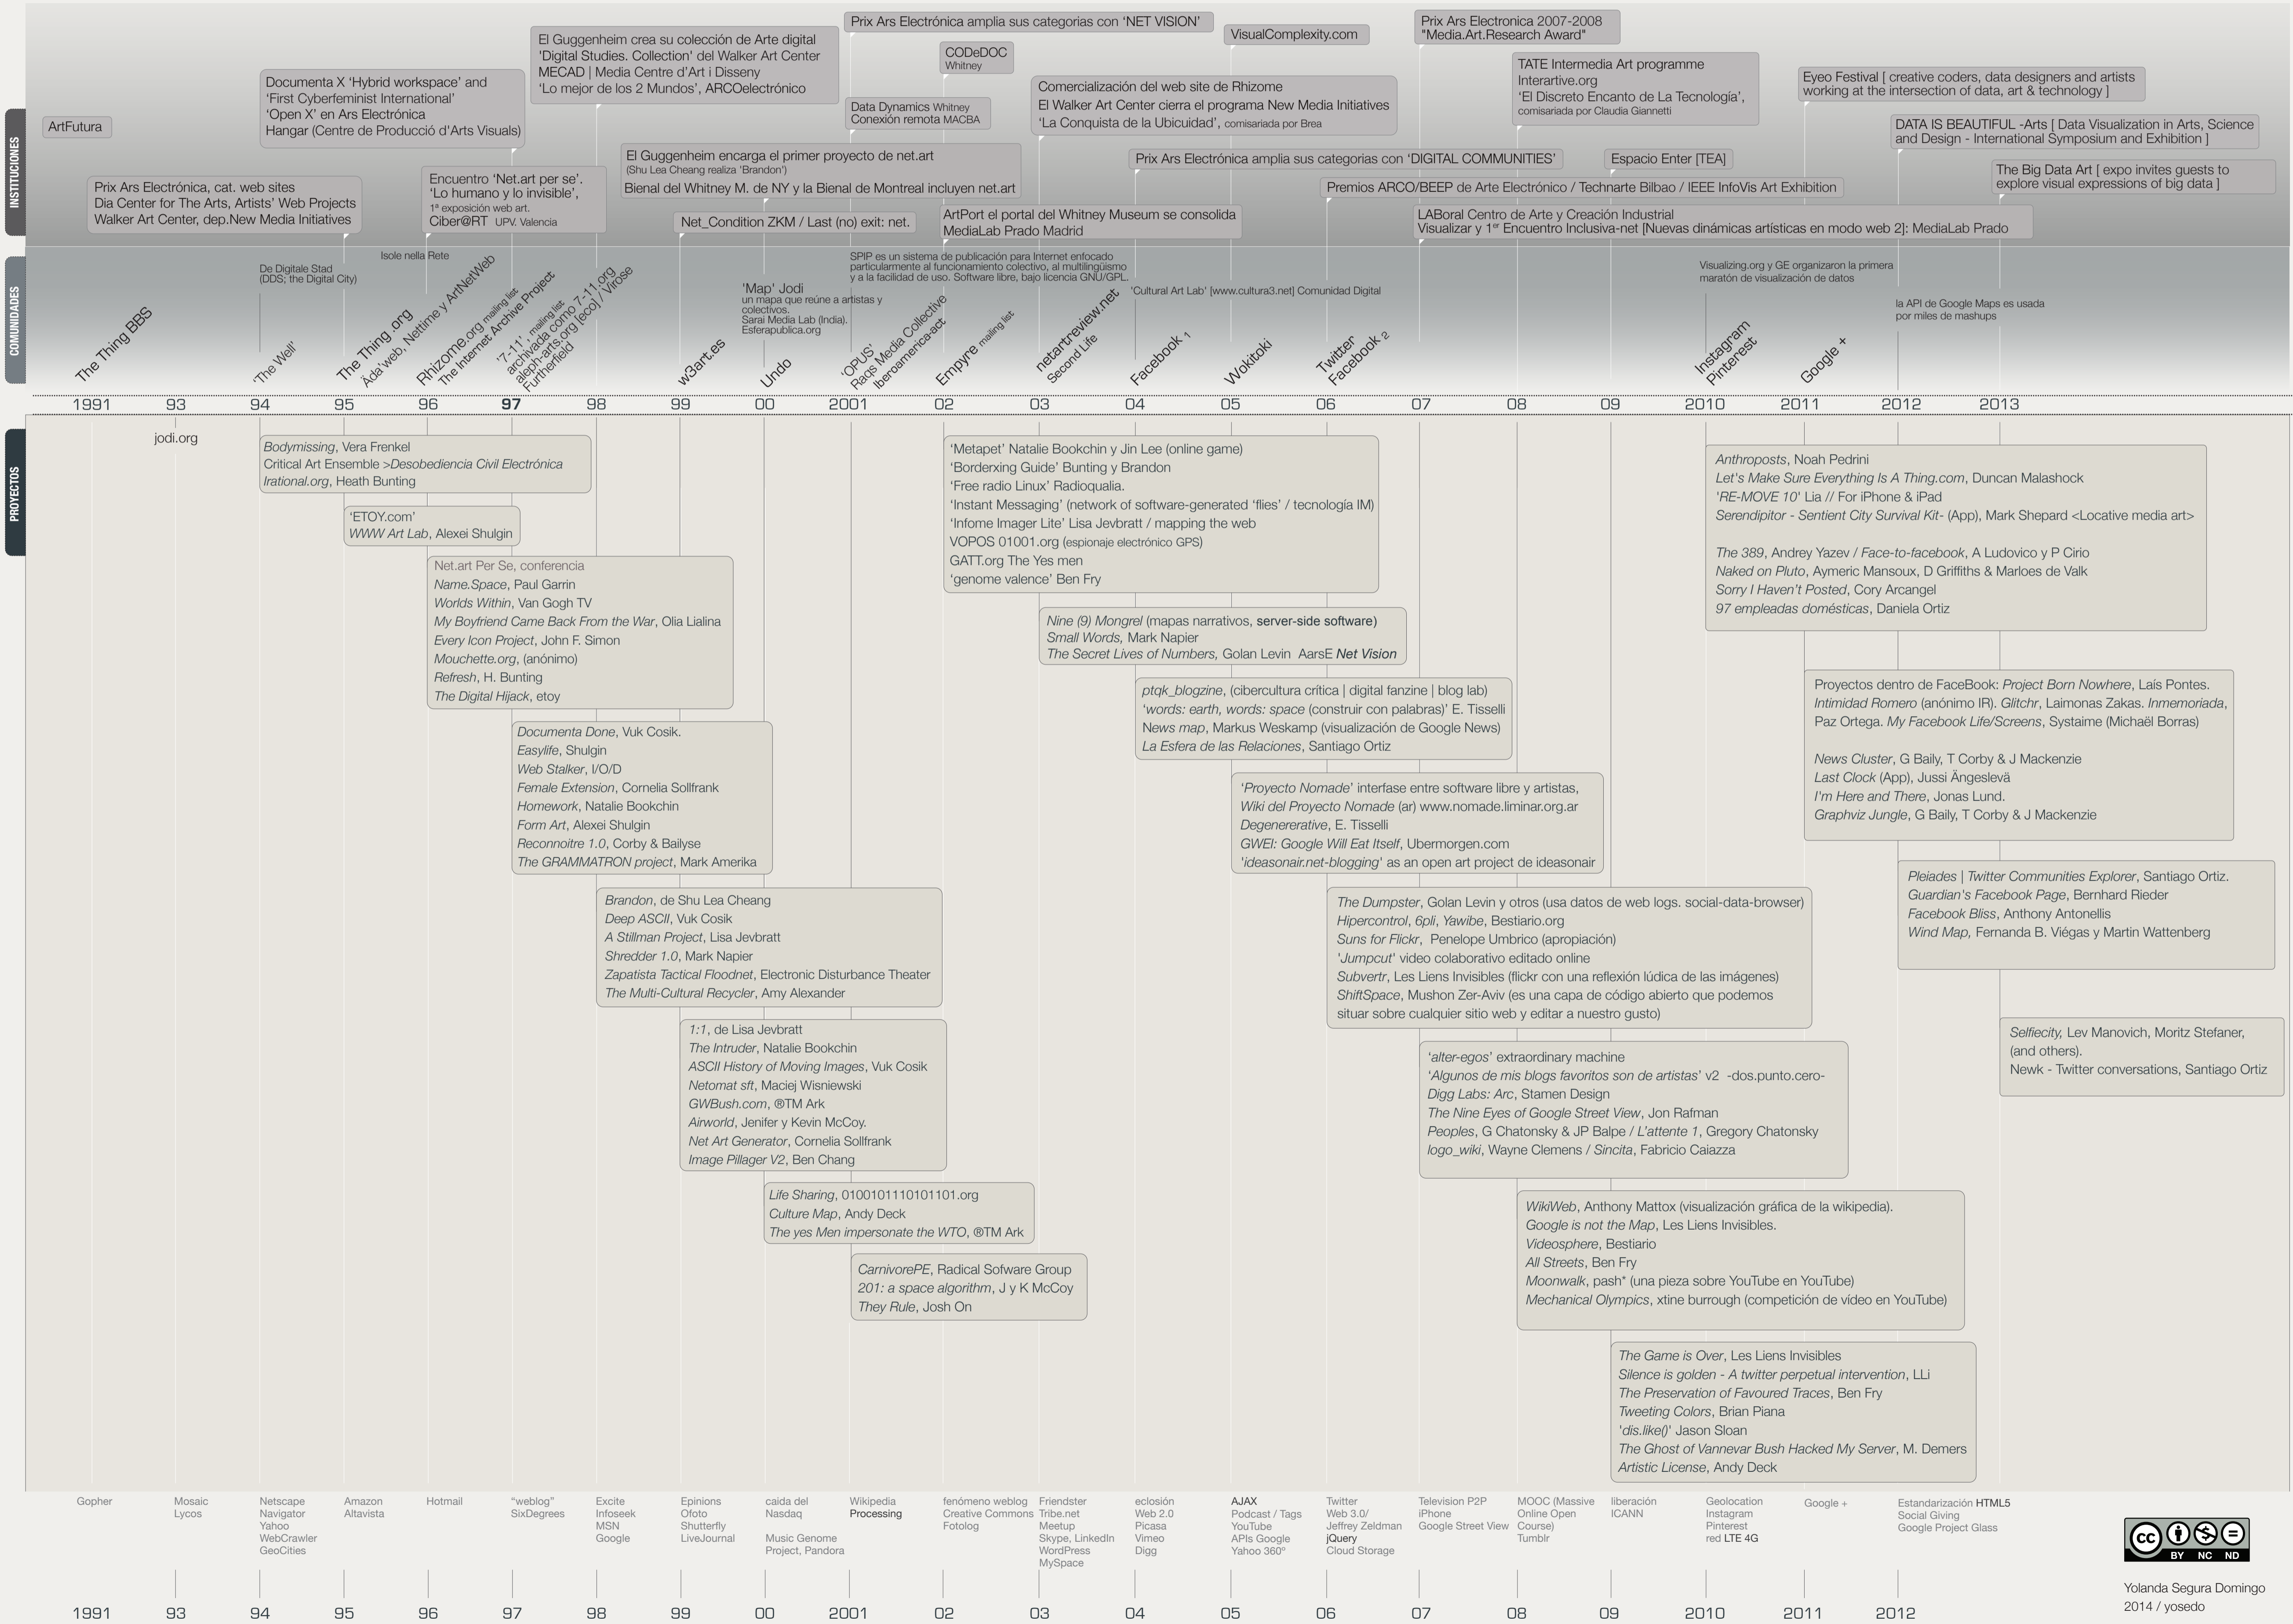 INSTITUCIONES
ArtFutura
Prix Ars Electrónica, cat. web sites
Dia Center for The Arts, Artists’ Web Projects
Walker Art Center, dep.New Media Initiatives
Documenta X ‘Hybrid workspace’ and
‘First Cyberfeminist International’
‘Open X’ en Ars Electrónica
Hangar (Centre de Producció d'Arts Visuals)
Encuentro ‘Net.art per se’.
‘Lo humano y lo invisible’,
1ª exposición web art.
Ciber@RT UPV. Valencia
El Guggenheim crea su colección de Arte digital
'Digital Studies. Collection' del Walker Art Center
MECAD | Media Centre d’Art i Disseny
‘Lo mejor de los 2 Mundos’, ARCOelectrónico
El Guggenheim encarga el primer proyecto de net.art
(Shu Lea Cheang realiza 'Brandon')
Bienal del Whitney M. de NY y la Bienal de Montreal incluyen net.art
Net_Condition ZKM / Last (no) exit: net.
Prix Ars Electrónica amplia sus categorias con ‘NET VISION’
CODeDOC
Whitney
Data Dynamics Whitney
Conexión remota MACBA
Comercialización del web site de Rhizome
El Walker Art Center cierra el programa New Media Initiatives
‘La Conquista de la Ubicuidad’, comisariada por Brea
ArtPort el portal del Whitney Museum se consolida
MediaLab Prado Madrid
VisualComplexity.com
Prix Ars Electrónica amplia sus categorias con ‘DIGITAL COMMUNITIES’
Premios ARCO/BEEP de Arte Electrónico / Technarte Bilbao / IEEE InfoVis Art Exhibition
Prix Ars Electronica 2007-2008
"Media.Art.Research Award"
TATE Intermedia Art programme
Interartive.org
‘El Discreto Encanto de La Tecnología’,
comisariada por Claudia Giannetti
Espacio Enter [TEA]
LABoral Centro de Arte y Creación Industrial
Visualizar y 1er Encuentro Inclusiva-net [Nuevas dinámicas artísticas en modo web 2]: MediaLab Prado
Eyeo Festival [ creative coders, data designers and artists
working at the intersection of data, art & technology ]
DATA IS BEAUTIFUL -Arts [ Data Visualization in Arts, Science
and Design - International Symposium and Exhibition ]
The Big Data Art [ expo invites guests to
explore visual expressions of big data ]
COMUNIDADES
The Thing BBS
De Digitale Stad
(DDS; the Digital City)
‘The Well’
Isole nella Rete
The Thing .org
Äda’web, Nettime y ArtNetWeb
Rhizome.org mailing list
The Internet Archive Project
'7-11' , mailing list
archivada como 7-11.org
aleph-arts.org [eco] / Virose
Furtherfield
w3art.es
'Map' Jodi
un mapa que reúne a artistas y
colectivos.
Sarai Media Lab (India).
Esferapublica.org
Undo
SPIP es un sistema de publicación para Internet enfocado
particularmente al funcionamiento colectivo, al multilingüismo
y a la facilidad de uso. Software libre, bajo licencia GNU/GPL.
‘OPUS’
Raqs Media Collective
Iberoamerica-act
Empyre mailing list
netartreview.net
Second Life
'Cultural Art Lab' [www.cultura3.net] Comunidad Digital
Facebook 1
Wokitoki
Twitter
Facebook 2
Visualizing.org y GE organizaron la primera
maratón de visualización de datos
Instagram
Pinterest
Google +
la API de Google Maps es usada
por miles de mashups
1991 93 94 95 96 97 98 99 00 2001 02 03 04 05 06 07 08 09 2010 2011 2012 2013
PROYECTOS
jodi.org
Bodymissing, Vera Frenkel
Critical Art Ensemble >Desobediencia Civil Electrónica
Irational.org, Heath Bunting
‘ETOY.com’
WWW Art Lab, Alexei Shulgin
Net.art Per Se, conferencia
Name.Space, Paul Garrin
Worlds Within, Van Gogh TV
My Boyfriend Came Back From the War, Olia Lialina
Every Icon Project, John F. Simon
Mouchette.org, (anónimo)
Refresh, H. Bunting
The Digital Hijack, etoy
Documenta Done, Vuk Cosik.
Easylife, Shulgin
Web Stalker, I/O/D
Female Extension, Cornelia Sollfrank
Homework, Natalie Bookchin
Form Art, Alexei Shulgin
Reconnoitre 1.0, Corby & Bailyse
The GRAMMATRON project, Mark Amerika
Brandon, de Shu Lea Cheang
Deep ASCII, Vuk Cosik
A Stillman Project, Lisa Jevbratt
Shredder 1.0, Mark Napier
Zapatista Tactical Floodnet, Electronic Disturbance Theater
The Multi-Cultural Recycler, Amy Alexander
1:1, de Lisa Jevbratt
The Intruder, Natalie Bookchin
ASCII History of Moving Images, Vuk Cosik
Netomat sft, Maciej Wisniewski
GWBush.com, ®TM Ark
Airworld, Jenifer y Kevin McCoy.
Net Art Generator, Cornelia Sollfrank
Image Pillager V2, Ben Chang
Life Sharing, 0100101110101101.org
Culture Map, Andy Deck
The yes Men impersonate the WTO, ®TM Ark
CarnivorePE, Radical Sofware Group
201: a space algorithm, J y K McCoy
They Rule, Josh On
‘Metapet’ Natalie Bookchin y Jin Lee (online game)
‘Borderxing Guide’ Bunting y Brandon
‘Free radio Linux’ Radioqualia.
‘Instant Messaging’ (network of software-generated ‘flies’ / tecnología IM)
‘Infome Imager Lite’ Lisa Jevbratt / mapping the web
VOPOS 01001.org (espionaje electrónico GPS)
GATT.org The Yes men
‘genome valence’ Ben Fry
Nine (9) Mongrel (mapas narrativos, server-side software)
Small Words, Mark Napier
The Secret Lives of Numbers, Golan Levin AarsE Net Vision
ptqk_blogzine, (cibercultura crítica | digital fanzine | blog lab)
‘words: earth, words: space (construir con palabras)’ E. Tisselli
News map, Markus Weskamp (visualización de Google News)
La Esfera de las Relaciones, Santiago Ortiz
‘Proyecto Nomade’ interfase entre software libre y artistas,
Wiki del Proyecto Nomade (ar) www.nomade.liminar.org.ar
Degenererative, E. Tisselli
GWEI: Google Will Eat Itself, Ubermorgen.com
'ideasonair.net-blogging' as an open art project de ideasonair
The Dumpster, Golan Levin y otros (usa datos de web logs. social-data-browser)
Hipercontrol, 6pli, Yawibe, Bestiario.org
Suns for Flickr, Penelope Umbrico (apropiación)
'Jumpcut' video colaborativo editado online
Subvertr, Les Liens Invisibles (flickr con una reflexión lúdica de las imágenes)
ShiftSpace, Mushon Zer-Aviv (es una capa de código abierto que podemos
situar sobre cualquier sitio web y editar a nuestro gusto)
‘alter-egos’ extraordinary machine
‘Algunos de mis blogs favoritos son de artistas’ v2 -dos.punto.cero-
Digg Labs: Arc, Stamen Design
The Nine Eyes of Google Street View, Jon Rafman
Peoples, G Chatonsky & JP Balpe / L’attente 1, Gregory Chatonsky
logo_wiki, Wayne Clemens / Sincita, Fabricio Caiazza
WikiWeb, Anthony Mattox (visualización gráfica de la wikipedia).
Google is not the Map, Les Liens Invisibles.
Videosphere, Bestiario
All Streets, Ben Fry
Moonwalk, pash* (una pieza sobre YouTube en YouTube)
Mechanical Olympics, xtine burrough (competición de vídeo en YouTube)
The Game is Over, Les Liens Invisibles
Silence is golden - A twitter perpetual intervention, LLi
The Preservation of Favoured Traces, Ben Fry
Tweeting Colors, Brian Piana
'dis.like()' Jason Sloan
The Ghost of Vannevar Bush Hacked My Server, M. Demers
Artistic License, Andy Deck
Anthroposts, Noah Pedrini
Let's Make Sure Everything Is A Thing.com, Duncan Malashock
'RE-MOVE 10' Lia // For iPhone & iPad
Serendipitor - Sentient City Survival Kit- (App), Mark Shepard <Locative media art>
The 389, Andrey Yazev / Face-to-facebook, A Ludovico y P Cirio
Naked on Pluto, Aymeric Mansoux, D Griffiths & Marloes de Valk
Sorry I Haven’t Posted, Cory Arcangel
97 empleadas domésticas, Daniela Ortiz
Proyectos dentro de FaceBook: Project Born Nowhere, Laís Pontes.
Intimidad Romero (anónimo IR). Glitchr, Laimonas Zakas. Inmemoriada,
Paz Ortega. My Facebook Life/Screens, Systaime (Michaël Borras)
News Cluster, G Baily, T Corby & J Mackenzie
Last Clock (App), Jussi Ängeslevä
I'm Here and There, Jonas Lund.
Graphviz Jungle, G Baily, T Corby & J Mackenzie
Pleiades | Twitter Communities Explorer, Santiago Ortiz.
Guardian's Facebook Page, Bernhard Rieder
Facebook Bliss, Anthony Antonellis
Wind Map, Fernanda B. Viégas y Martin Wattenberg
Selfiecity, Lev Manovich, Moritz Stefaner,
(and others).
Newk - Twitter conversations, Santiago Ortiz
Gopher
Mosaic
Lycos
Netscape
Navigator
Yahoo
WebCrawler
GeoCities
Amazon
Altavista
Hotmail
“weblog”
SixDegrees
Excite
Infoseek
MSN
Google
Epinions
Ofoto
Shutterfly
LiveJournal
caida del
Nasdaq
Music Genome
Project, Pandora
Wikipedia
Processing
fenómeno weblog
Creative Commons
Fotolog
Friendster
Tribe.net
Meetup
Skype, LinkedIn
WordPress
MySpace
eclosión
Web 2.0
Picasa
Vimeo
Digg
AJAX
Podcast / Tags
YouTube
APIs Google
Yahoo 360º
Twitter
Web 3.0/
Jeffrey Zeldman
jQuery
Cloud Storage
Television P2P
iPhone
Google Street View
MOOC (Massive
Online Open
Course)
Tumblr
liberación
ICANN
Geolocation
Instagram
Pinterest
red LTE 4G
Google +
Estandarización HTML5
Social Giving
Google Project Glass
1991 93 94 95 96 97 98 99 00 2001 02 03 04 05 06 07 08 09 2010 2011 2012
cc
BY NC ND
Yolanda Segura Domingo
2014 / yosedo